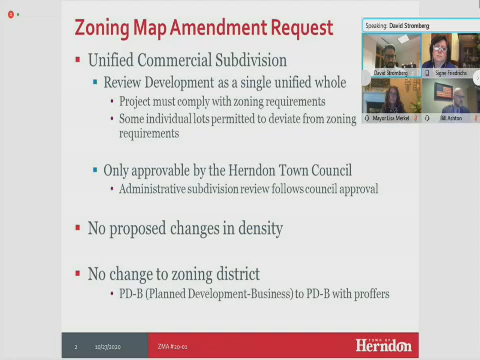 Zoning Map Amendment Request
Speaking: David Stromberg
Unified Commercial Subdivision
Review Development as a single unified whole
David Stromberg
Signe Friedrichs
Project must comply with zoning requirements
Some individual lots permitted to deviate from zoning
requirements
Mayor Lisa Merkel
Bill Ashton
Only approvable by the Herndon Town Council
Administrative subdivision review follows council approval
No proposed changes in density
No change to zoning district
PD-B (Planned Development-Business) to PD-B with proffers
2 10/27/2020 ZMA #20-01
TOWN OF
Herndon